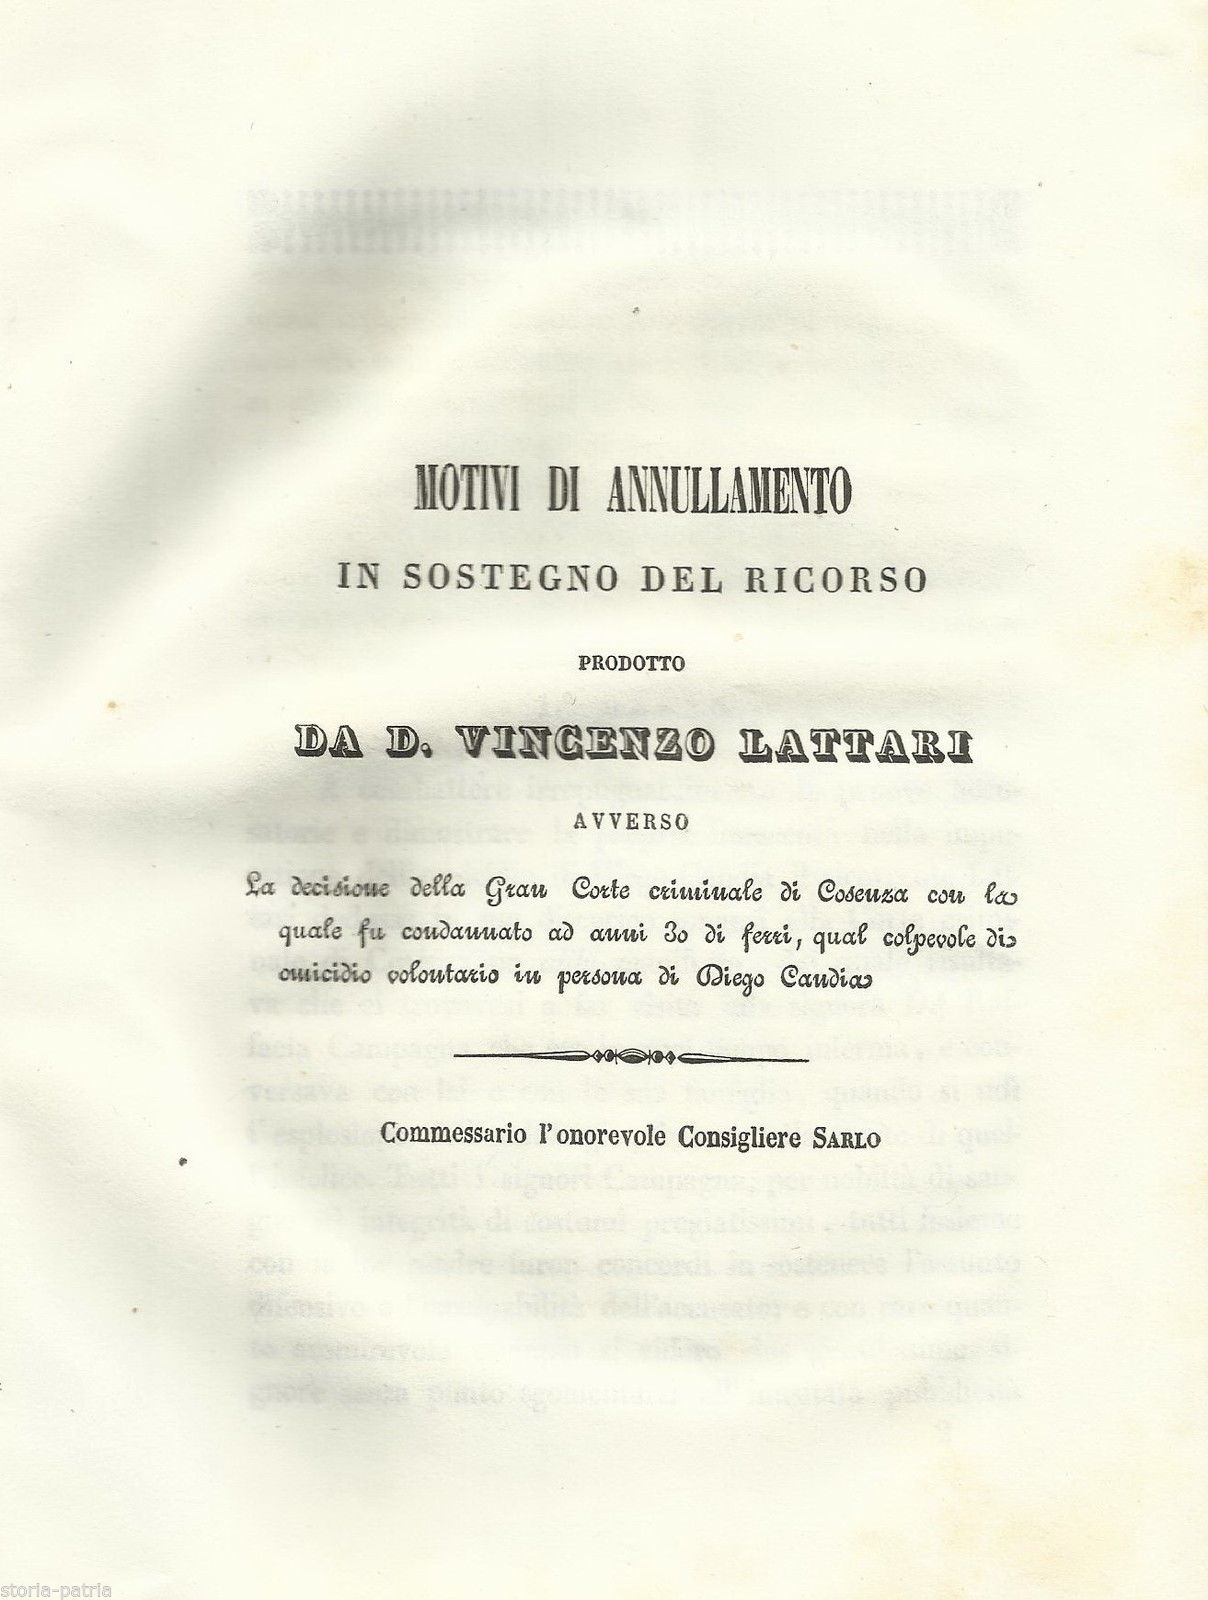 MOTIVI DI ANNULLAMENTO
IN SOSTEGNO DEL RICORSO
PRODOTTO
DA D. VINCENZO LATTARI
AVVERSO
La decisione della Gran Corte criminale di Cosenza con la
quale fu condannato ad anni 30 di ferri, qual colpevole di
omicidio volontario in persona di Diego Candia
Commessario l'onorevole Consigliere SARLO
storia-patria